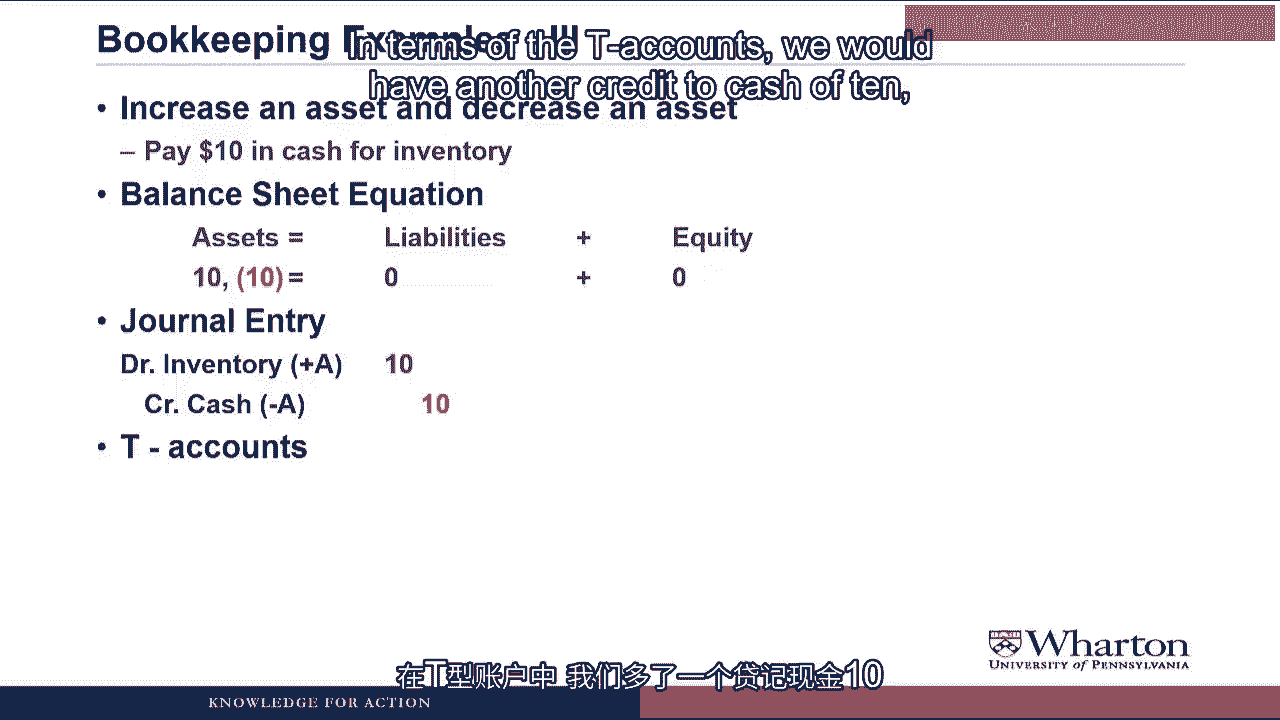 Bookkeeping Examples III
In terms of the T-accounts, we would
have another credit to cash of ten,
• Increase an asset and decrease an asset
– Pay $10 in cash for inventory
• Balance Sheet Equation
Assets = Liabilities + Equity
10, (10) = 0 + 0
• Journal Entry
Dr. Inventory (+A) 10
Cr. Cash (-A) 10
• T - accounts
Wharton
UNIVERSITY of PENNSYLVANIA
在T型账户中 我们多了一个贷记现金10
KNOWLEDGE FOR ACTION